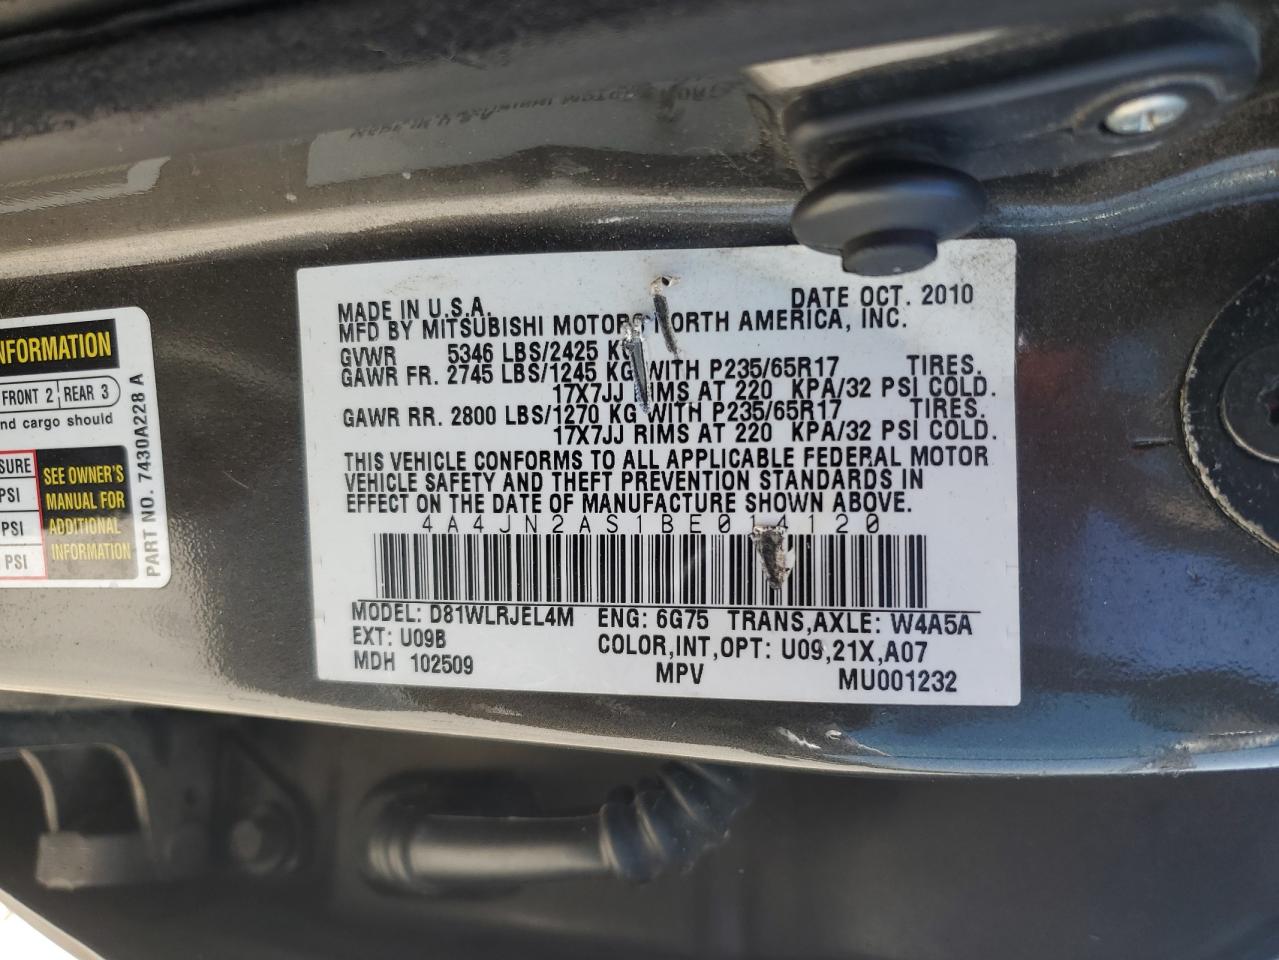 MADE IN U.S.A. DATE OCT. 2010
MFD BY MITSUBISHI MOTORS NORTH AMERICA, INC.
GVWR 5346 LBS/2425 KG
GAWR FR. 2745 LBS/1245 KG WITH P235/65R17 TIRES.
17X7JJ RIMS AT 220 KPA/32 PSI COLD.
GAWR RR. 2800 LBS/1270 KG WITH P235/65R17 TIRES.
17X7JJ RIMS AT 220 KPA/32 PSI COLD.
THIS VEHICLE CONFORMS TO ALL APPLICABLE FEDERAL MOTOR
VEHICLE SAFETY AND THEFT PREVENTION STANDARDS IN
EFFECT ON THE DATE OF MANUFACTURE SHOWN ABOVE.
4A4JN2AS1BE014120
MODEL: D81WLRJEL4M ENG: 6G75 TRANS,AXLE: W4A5A
EXT: U09B COLOR,INT,OPT: U09,21X,A07
MDH 102509 MPV MU001232
NFORMATION
FRONT 2 REAR 3
nd cargo should
SURE
PSI
PSI
PSI
SEE OWNER'S
MANUAL FOR
ADDITIONAL
INFORMATION
PART NO. 7430A228 A